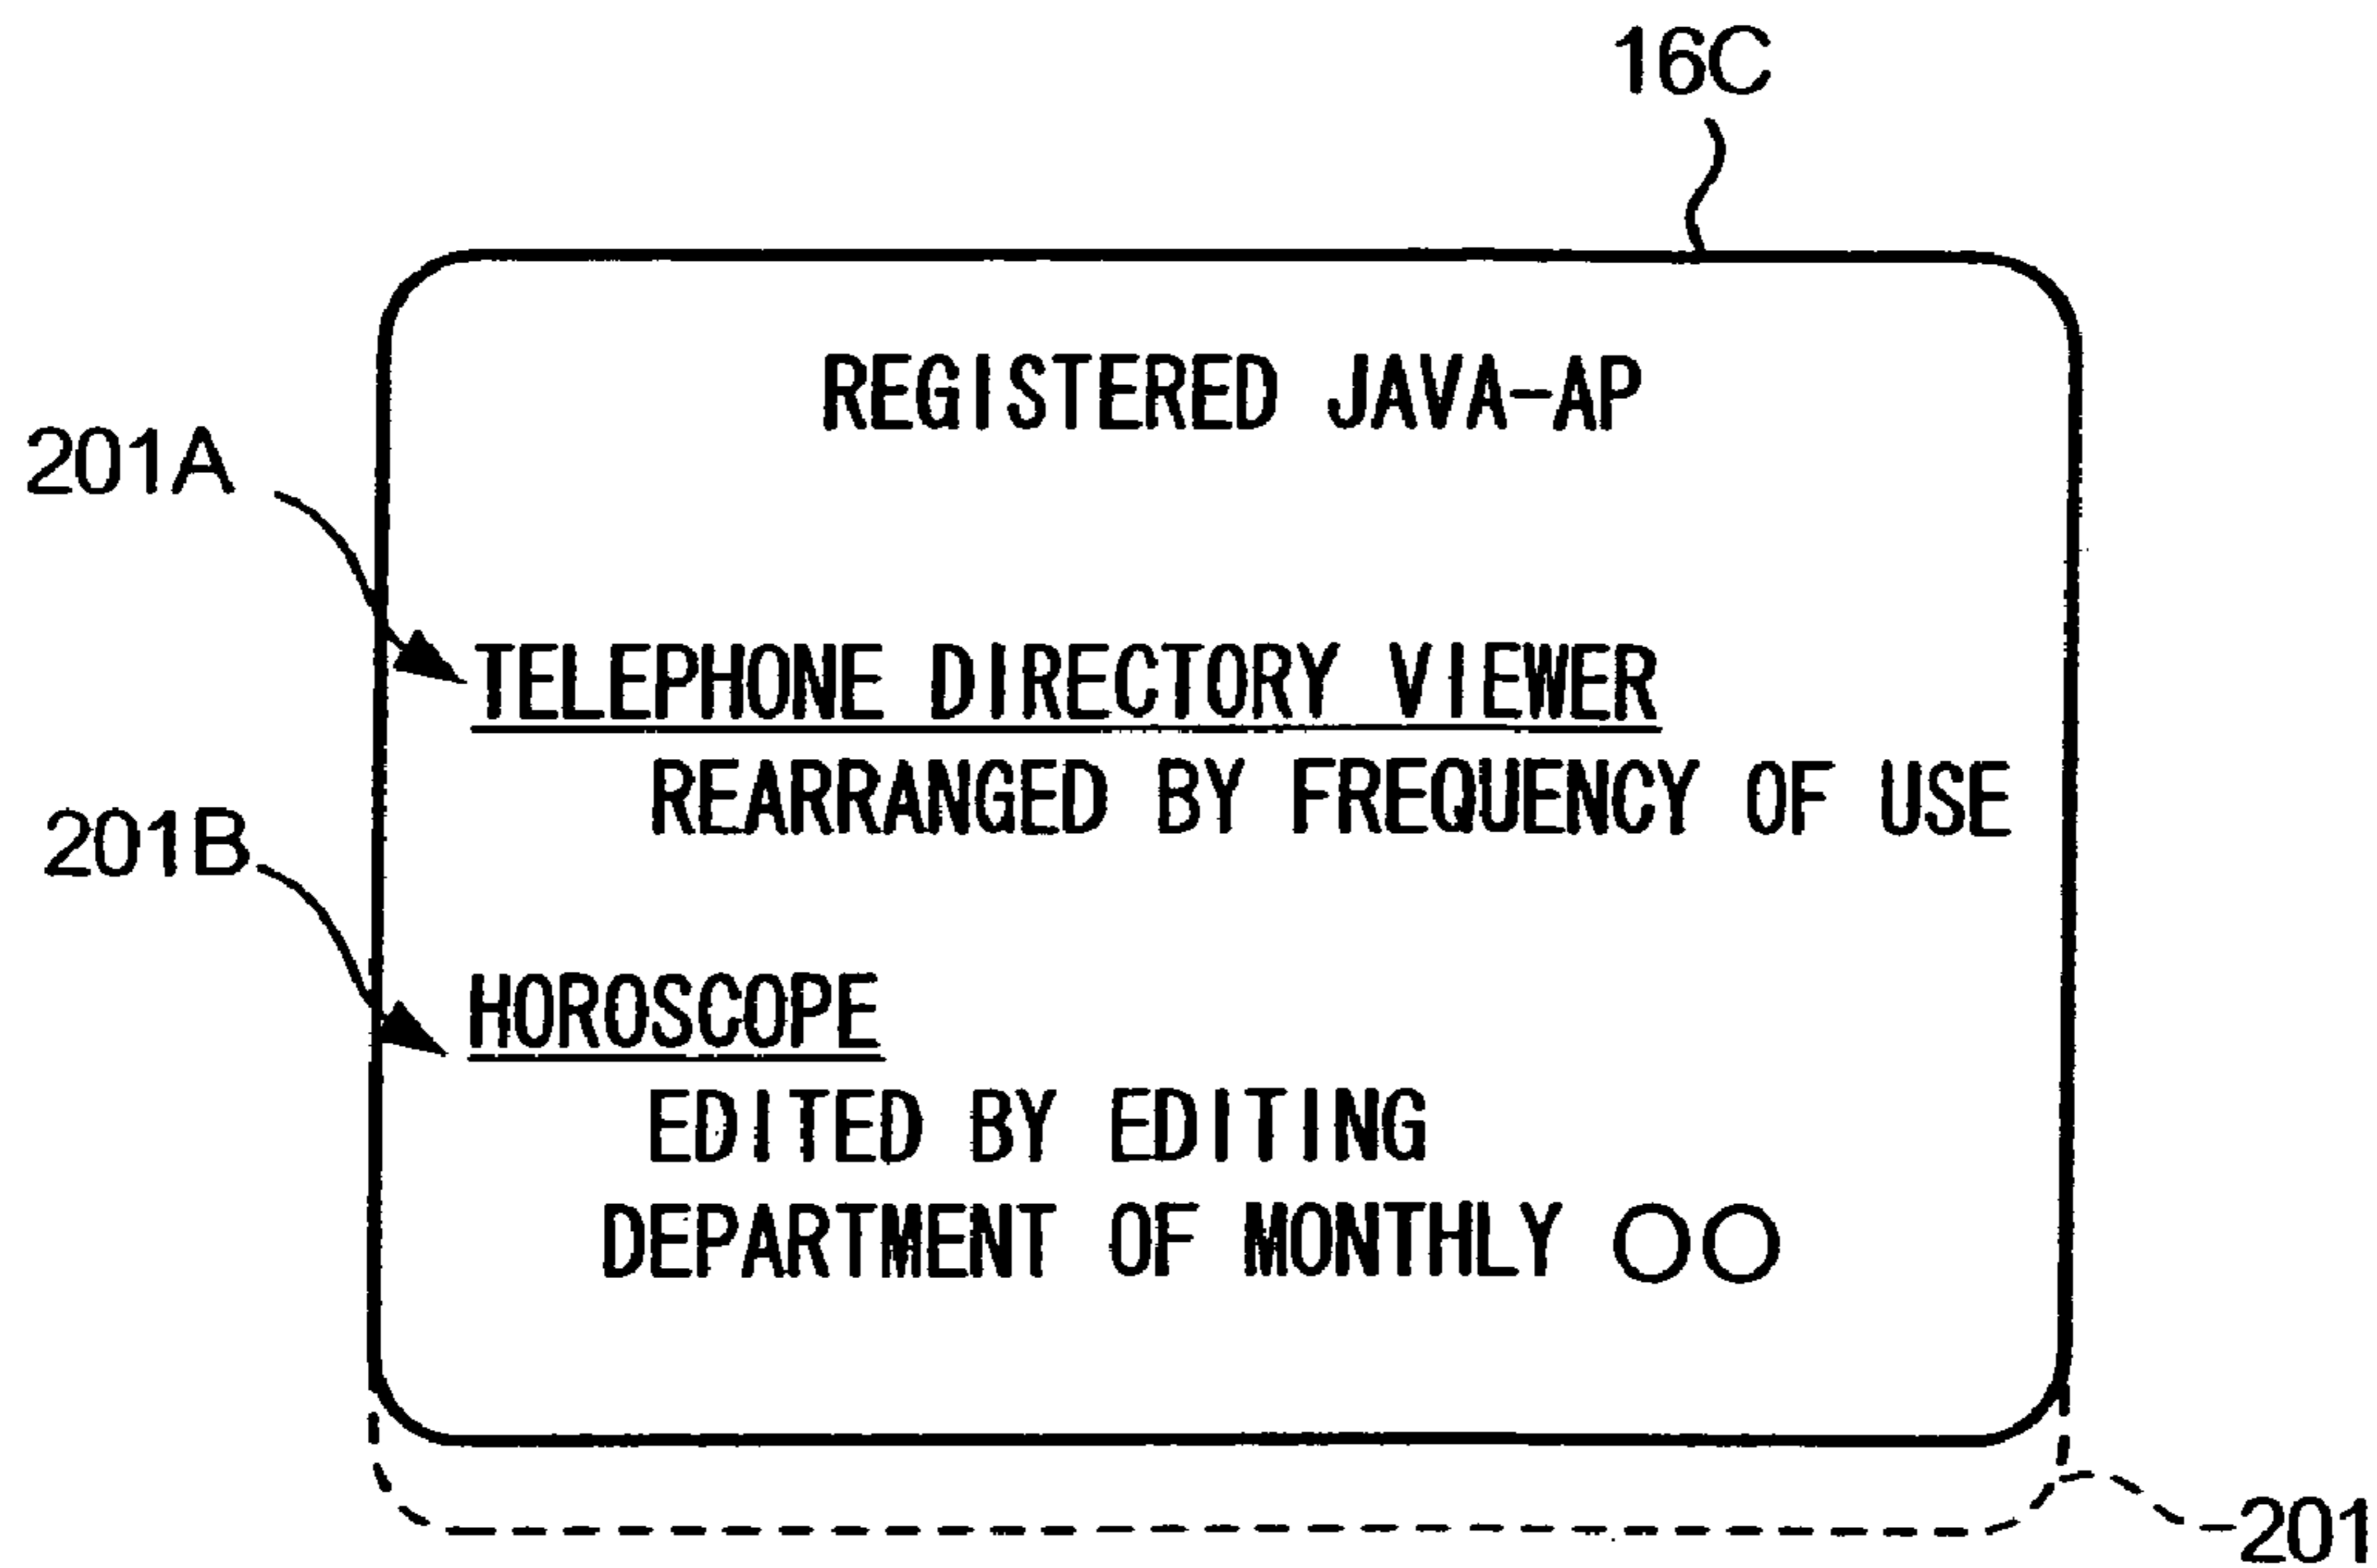 16C
REGISTERED JAVA-AP
201A
TELEPHONE DIRECTORY VIEWER
REARRANGED BY FREQUENCY OF USE
201B
HOROSCOPE
EDITED BY EDITING
DEPARTMENT OF MONTHLY ○○
201